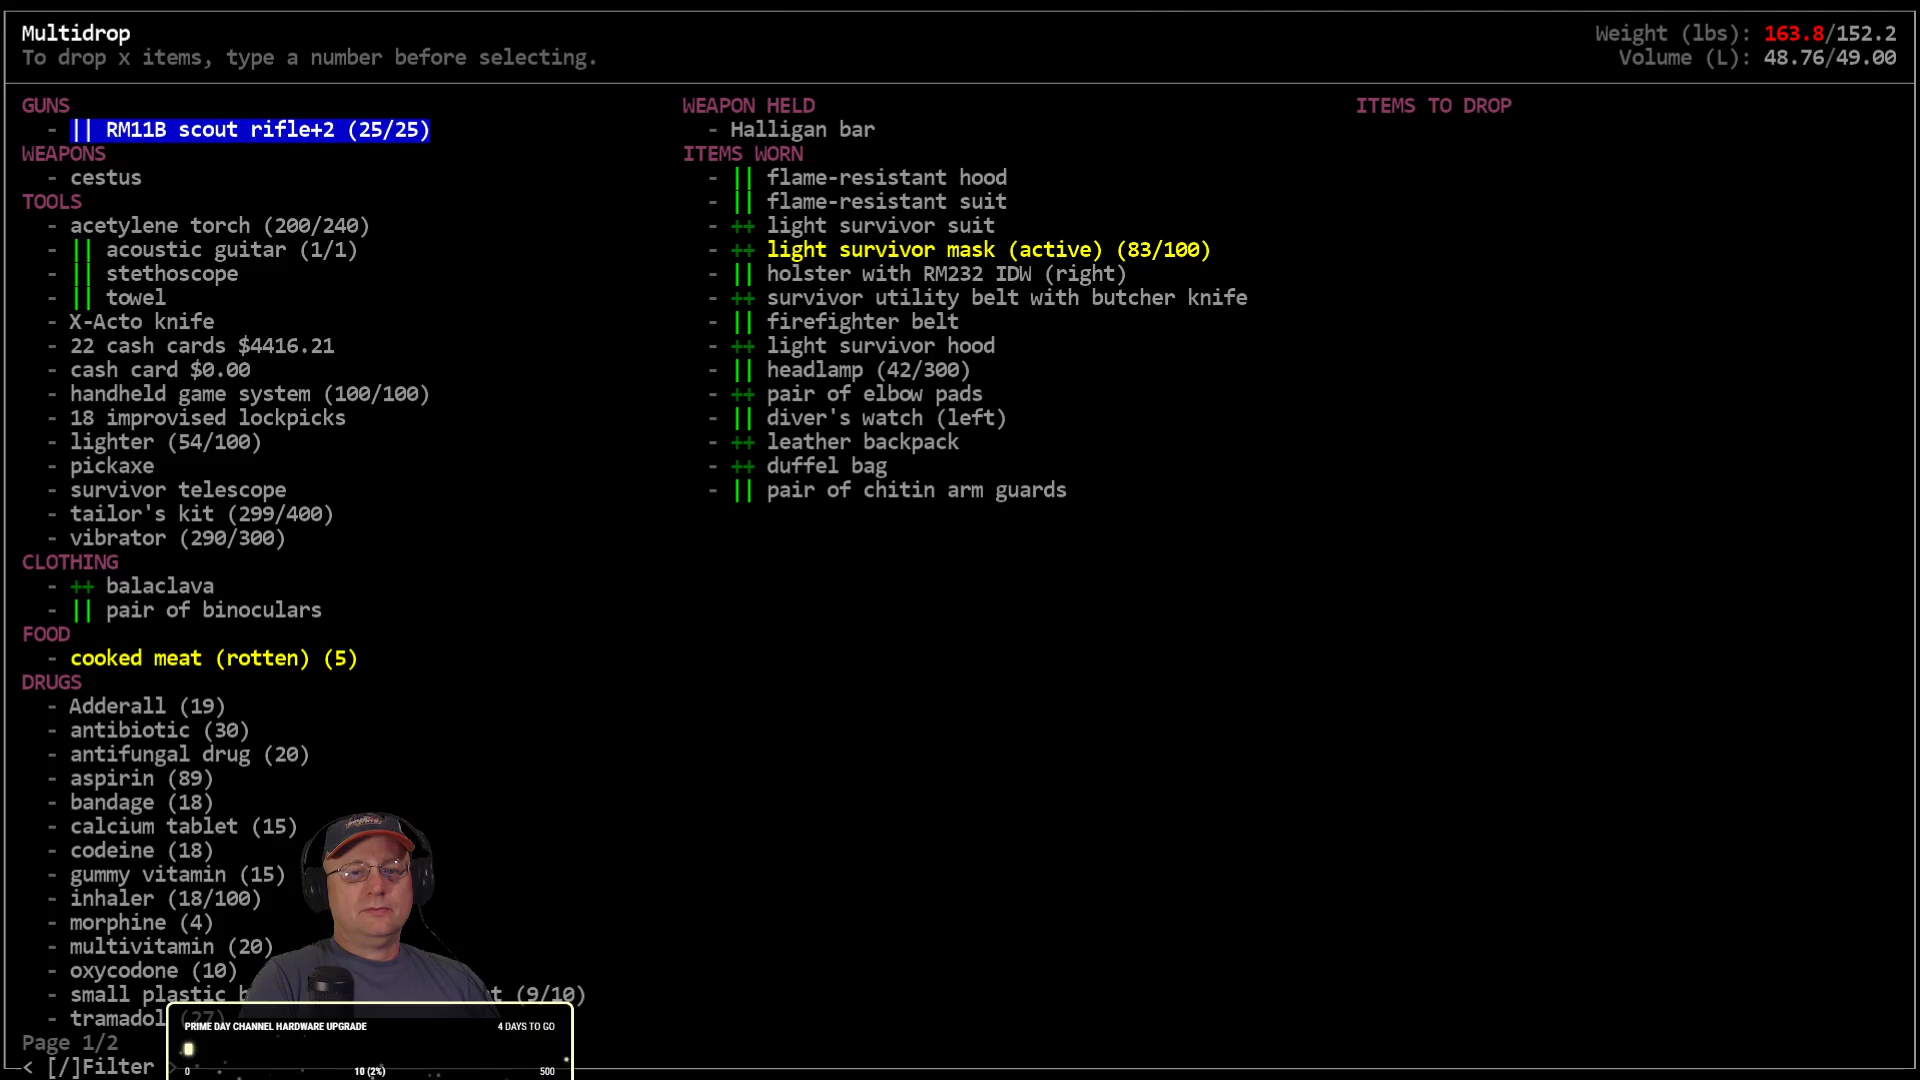 Multidrop
To drop x items, type a number before selecting.
Weight (lbs): 163.8/152.2
Volume (L): 48.76/49.00
GUNS
- || RM11B scout rifle+2 (25/25)
WEAPONS
- cestus
TOOLS
- acetylene torch (200/240)
- || acoustic guitar (1/1)
- || stethoscope
- || towel
- X-Acto knife
- 22 cash cards $4416.21
- cash card $0.00
- handheld game system (100/100)
- 18 improvised lockpicks
- lighter (54/100)
- pickaxe
- survivor telescope
- tailor's kit (299/400)
- vibrator (290/300)
CLOTHING
- ++ balaclava
- || pair of binoculars
FOOD
- cooked meat (rotten) (5)
DRUGS
- Adderall (19)
- antibiotic (30)
- antifungal drug (20)
- aspirin (89)
- bandage (18)
- calcium tablet (15)
- codeine (18)
- gummy vitamin (15)
- inhaler (18/100)
- morphine (4)
- multivitamin (20)
- oxycodone (10)
- small plastic b t (9/10)
- tramadol (27)
Page 1/2
< [/]Filter >
WEAPON HELD
- Halligan bar
ITEMS WORN
- || flame-resistant hood
- || flame-resistant suit
- ++ light survivor suit
- ++ light survivor mask (active) (83/100)
- || holster with RM232 IDW (right)
- ++ survivor utility belt with butcher knife
- || firefighter belt
- ++ light survivor hood
- || headlamp (42/300)
- ++ pair of elbow pads
- || diver's watch (left)
- ++ leather backpack
- ++ duffel bag
- || pair of chitin arm guards
ITEMS TO DROP
PRIME DAY CHANNEL HARDWARE UPGRADE 4 DAYS TO GO
0 10 (2%) 500